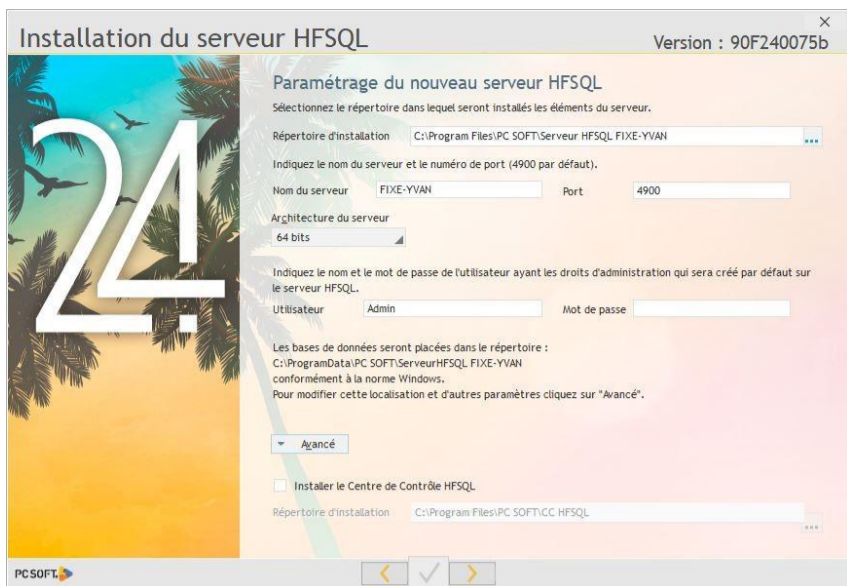 Installation du serveur HFSQL
Version : 90F240075b
24
Paramétrage du nouveau serveur HFSQL
Sélectionnez le répertoire dans lequel seront installés les éléments du serveur.
Répertoire d'installation C:\Program Files\PC SOFT\Serveur HFSQL FIXE-YVAN ...
Indiquez le nom du serveur et le numéro de port (4900 par défaut).
Nom du serveur FIXE-YVAN Port 4900
Architecture du serveur
64 bits
Indiquez le nom et le mot de passe de l'utilisateur ayant les droits d'administration qui sera créé par défaut sur
le serveur HFSQL.
Utilisateur Admin Mot de passe
Les bases de données seront placées dans le répertoire :
C:\ProgramData\PC SOFT\ServeurHFSQL FIXE-YVAN
conformément à la norme Windows.
Pour modifier cette localisation et d'autres paramètres cliquez sur "Avancé".
Avancé
Installer le Centre de Contrôle HFSQL
Répertoire d'installation C:\Program Files\PC SOFT\CC HFSQL ...
PC SOFT